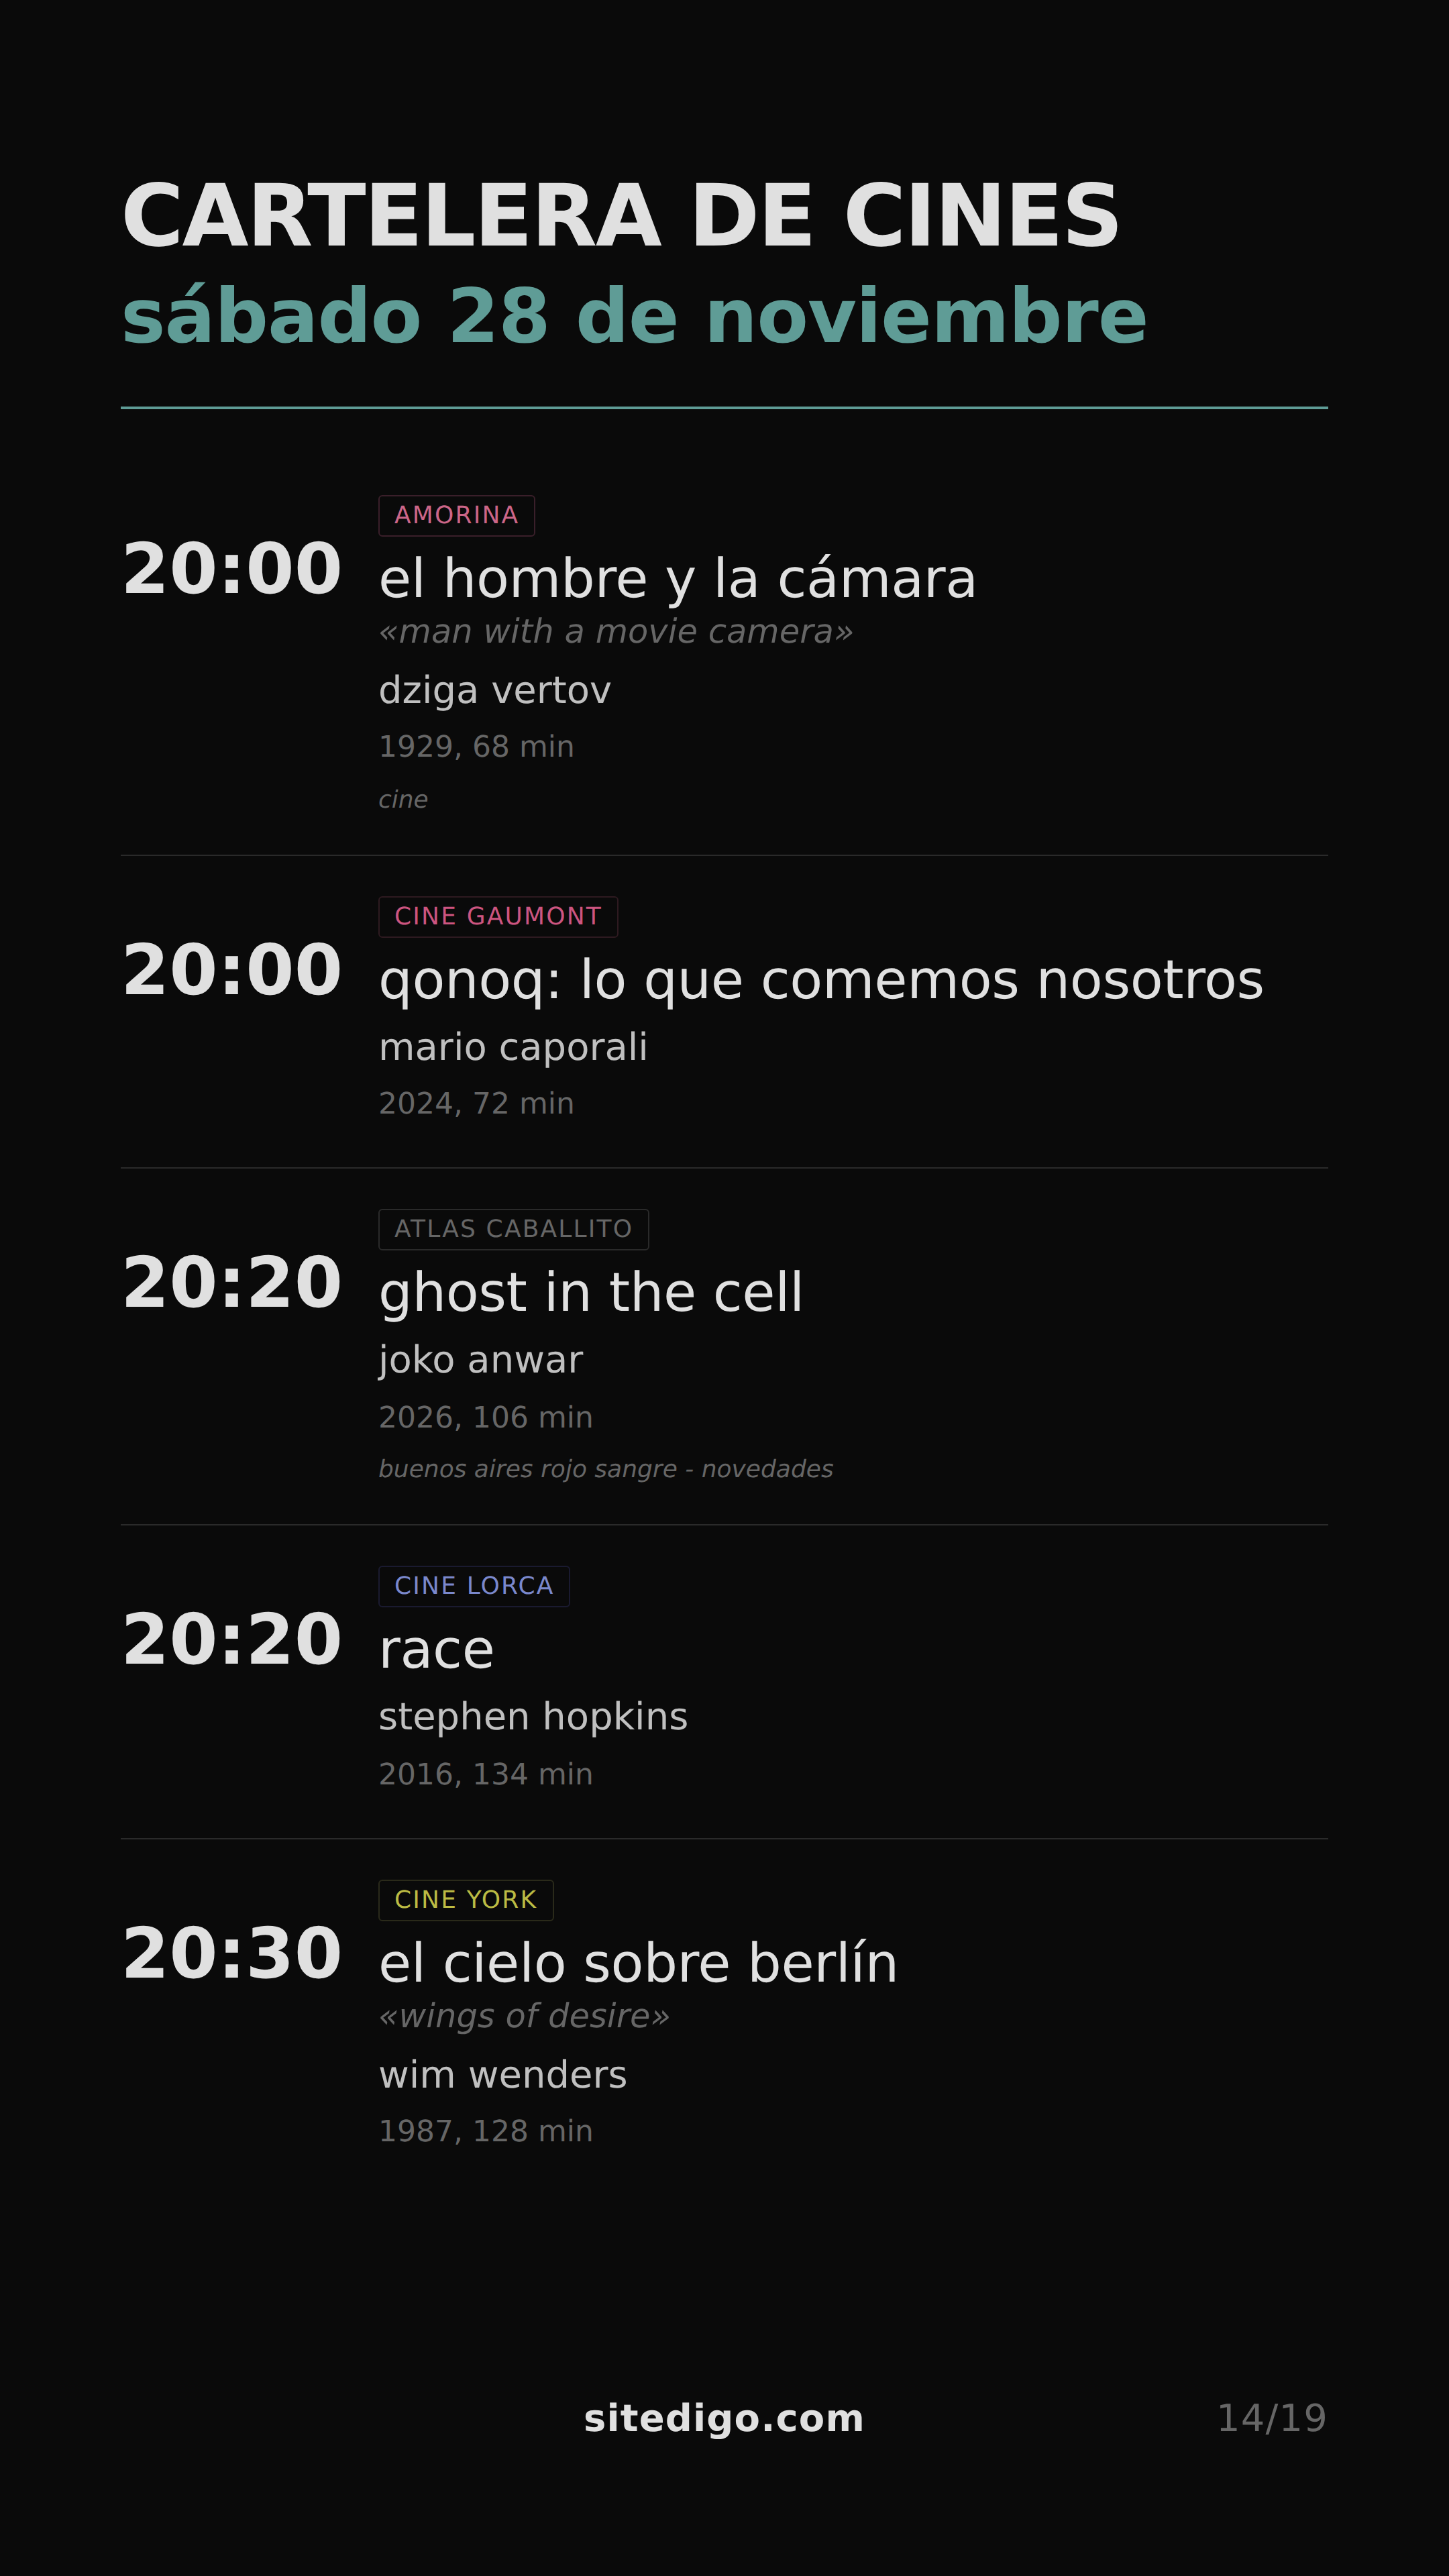 CARTELERA DE CINES
sábado 28 de noviembre
AMORINA
20:00
el hombre y la cámara
«man with a movie camera»
dziga vertov
1929, 68 min
cine
CINE GAUMONT
20:00
qonoq: lo que comemos nosotros
mario caporali
2024, 72 min
ATLAS CABALLITO
20:20
ghost in the cell
joko anwar
2026, 106 min
buenos aires rojo sangre - novedades
CINE LORCA
20:20
race
stephen hopkins
2016, 134 min
CINE YORK
20:30
el cielo sobre berlín
«wings of desire»
wim wenders
1987, 128 min
sitedigo.com
14/19